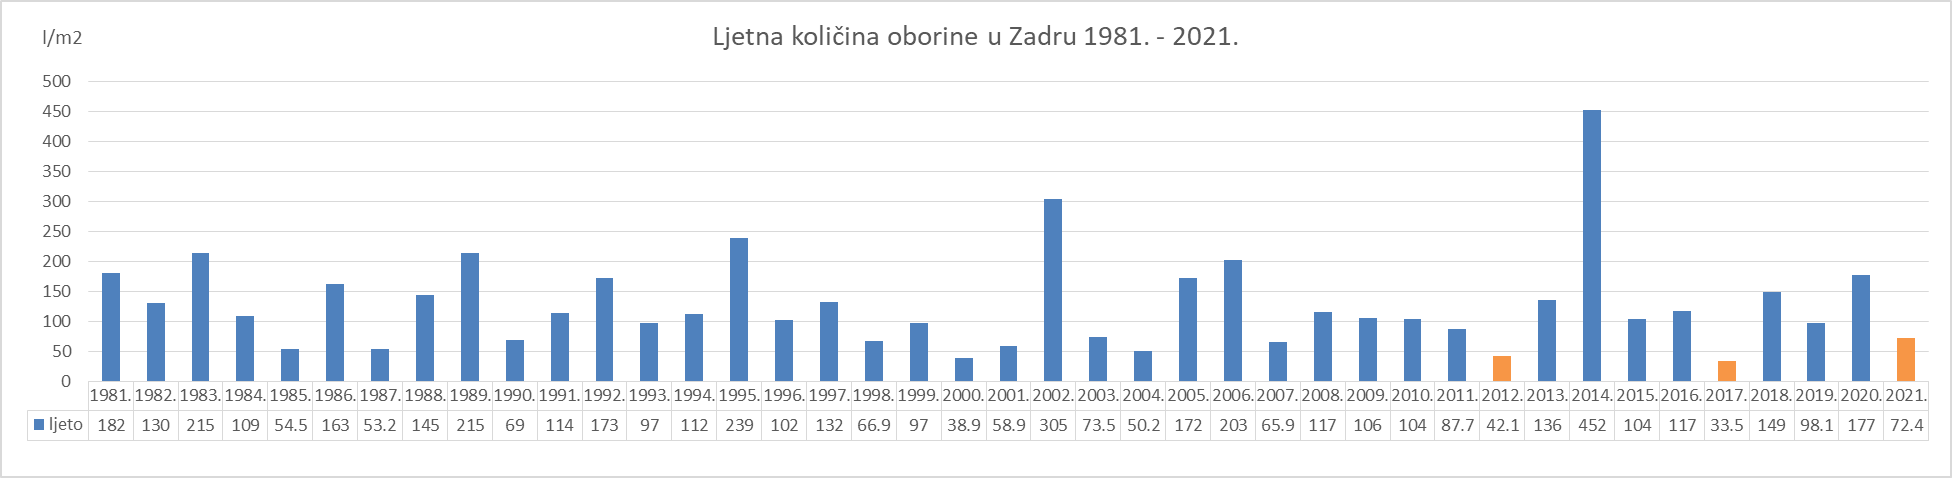 Ljetna količina oborine u Zadru 1981. - 2021.
l/m2
500
450
400
350
300
250
200
150
100
50
0
1981. 1982. 1983. 1984. 1985. 1986. 1987. 1988. 1989. 1990. 1991. 1992. 1993. 1994. 1995. 1996. 1997. 1998. 1999. 2000. 2001. 2002. 2003. 2004. 2005. 2006. 2007. 2008. 2009. 2010. 2011. 2012. 2013. 2014. 2015. 2016. 2017. 2018. 2019. 2020. 2021.
ljeto 182 130 215 109 54.5 163 53.2 145 215 69 114 173 97 112 239 102 132 66.9 97 38.9 58.9 305 73.5 50.2 172 203 65.9 117 106 104 87.7 42.1 136 452 104 117 33.5 149 98.1 177 72.4